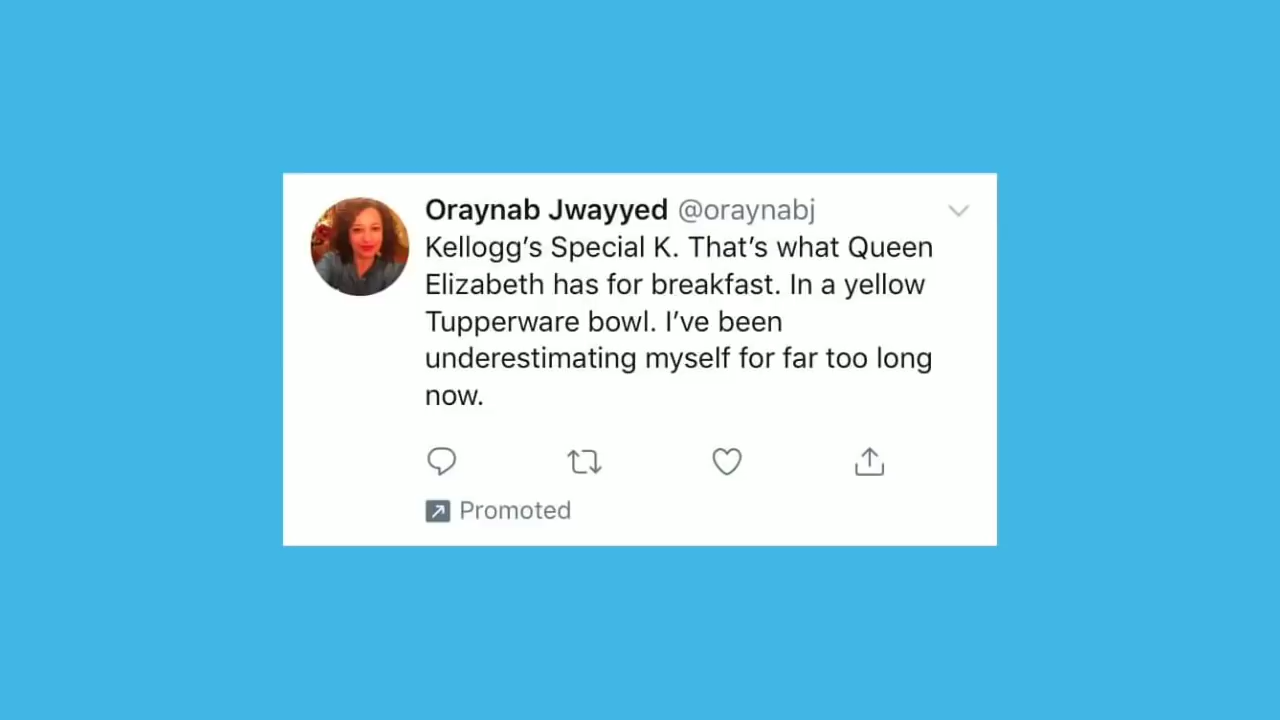 Oraynab Jwayyed @oraynabj
Kellogg’s Special K. That’s what Queen
Elizabeth has for breakfast. In a yellow
Tupperware bowl. I’ve been
underestimating myself for far too long
now.
Promoted